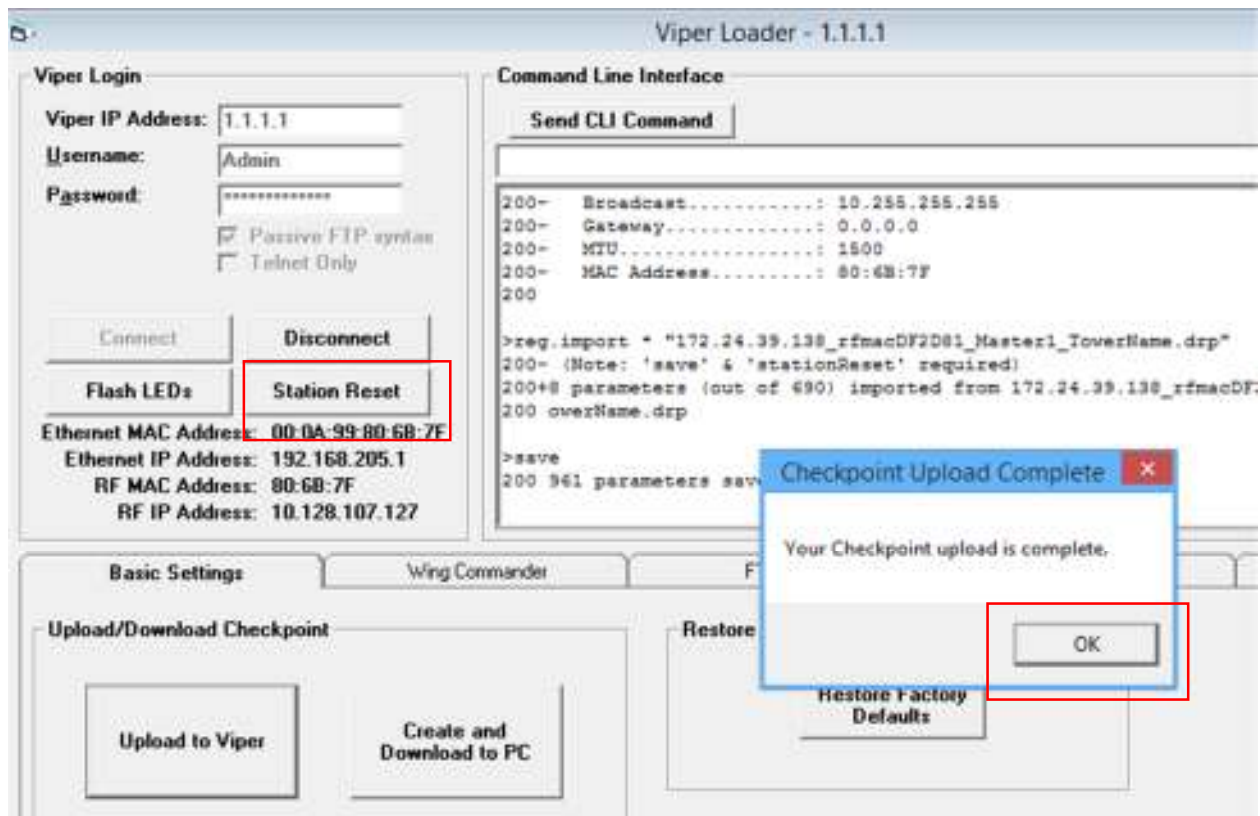 Viper Loader - 1.1.1.1
Viper Login
Viper IP Address: 1.1.1.1
Username: Admin
Password: *************
Passive FTP syntax
Telnet Only
Connect
Disconnect
Flash LEDs
Station Reset
Ethernet MAC Address: 00:0A:99:80:6B:7F
Ethernet IP Address: 192.168.205.1
RF MAC Address: 80:6B:7F
RF IP Address: 10.128.107.127
Command Line Interface
Send CLI Command
200- Broadcast...........: 10.255.255.255
200- Gateway.............: 0.0.0.0
200- MTU.................: 1500
200- MAC Address.........: 80:6B:7F
200
>reg.import * "172.24.39.138_rfmacDF2D81_Master1_TowerName.drp"
200- (Note: 'save' & 'stationReset' required)
200+8 parameters (out of 690) imported from 172.24.39.138_rfmacDF2
200 owerName.drp
>save
200 961 parameters sav
Checkpoint Upload Complete
Your Checkpoint upload is complete.
OK
Basic Settings
Wing Commander
F
Upload/Download Checkpoint
Upload to Viper
Create and
Download to PC
Restore
Restore Factory
Defaults